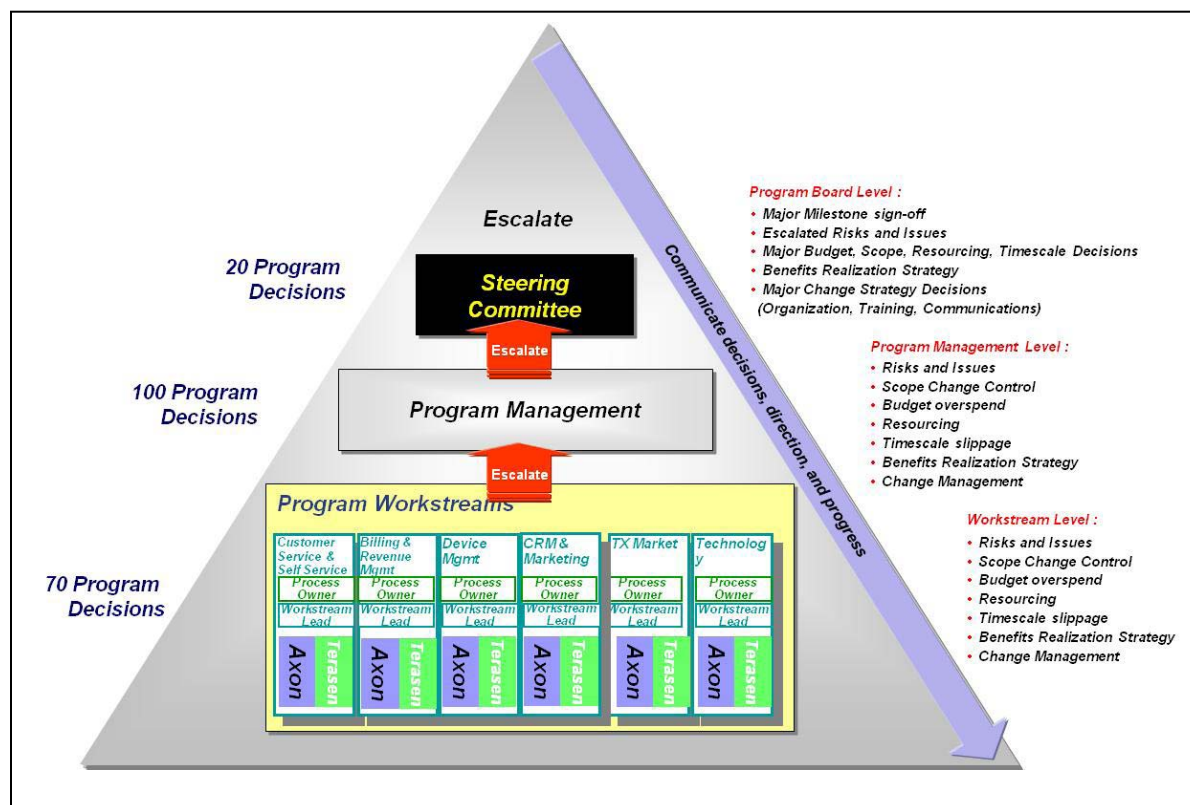 Escalate
20 Program
Decisions
Steering
Committee
Escalate
100 Program
Decisions
Program Management
Escalate
70 Program
Decisions
Program Workstreams
Customer
Service &
Self Service
Process
Owner
Workstream
Lead
Axon
Terasen
Billing &
Revenue
Mgmt
Process
Owner
Workstream
Lead
Axon
Terasen
Device
Mgmt
Process
Owner
Workstream
Lead
Axon
Terasen
CRM &
Marketing
Process
Owner
Workstream
Lead
Axon
Terasen
TX Market
Process
Owner
Workstream
Lead
Axon
Terasen
Technolog
y
Process
Owner
Workstream
Lead
Axon
Terasen
Communicate decisions, direction, and progress
Program Board Level :
• Major Milestone sign-off
• Escalated Risks and Issues
• Major Budget, Scope, Resourcing, Timescale Decisions
• Benefits Realization Strategy
• Major Change Strategy Decisions
(Organization, Training, Communications)
Program Management Level :
• Risks and Issues
• Scope Change Control
• Budget overspend
• Resourcing
• Timescale slippage
• Benefits Realization Strategy
• Change Management
Workstream Level :
• Risks and Issues
• Scope Change Control
• Budget overspend
• Resourcing
• Timescale slippage
• Benefits Realization Strategy
• Change Management